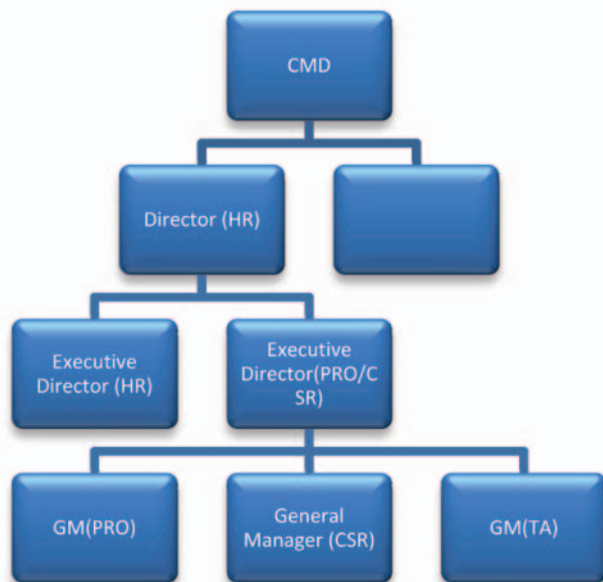 CMD
Director (HR)
Executive
Director (HR)
Executive
Director(PRO/C
SR)
GM(PRO)
General
Manager (CSR)
GM(TA)